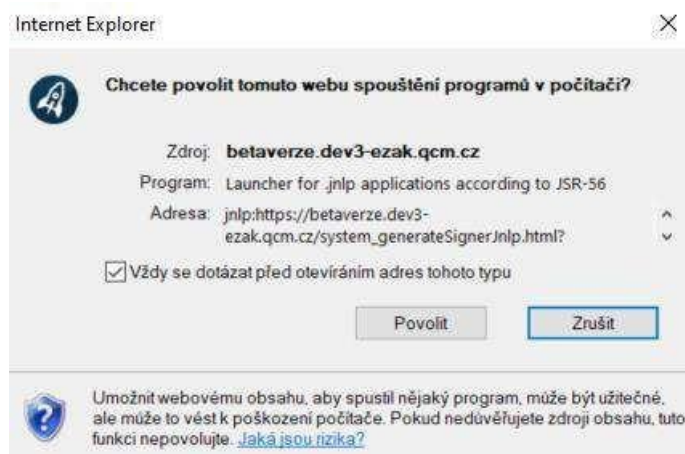 Internet Explorer
Chcete povolit tomuto webu spouštění programů v počítači?
Zdroj: betaverze.dev3-ezak.qcm.cz
Program: Launcher for .jnlp applications according to JSR-56
Adresa: jnlp:https://betaverze.dev3-
ezak.qcm.cz/system_generateSignerJnlp.html?
Vždy se dotázat před otevíráním adres tohoto typu
Povolit Zrušit
Umožnit webovému obsahu, aby spustil nějaký program, může být užitečné,
ale může to vést k poškození počítače. Pokud nedůvěřujete zdroji obsahu, tuto
funkci nepovolujte. Jaká jsou rizika?